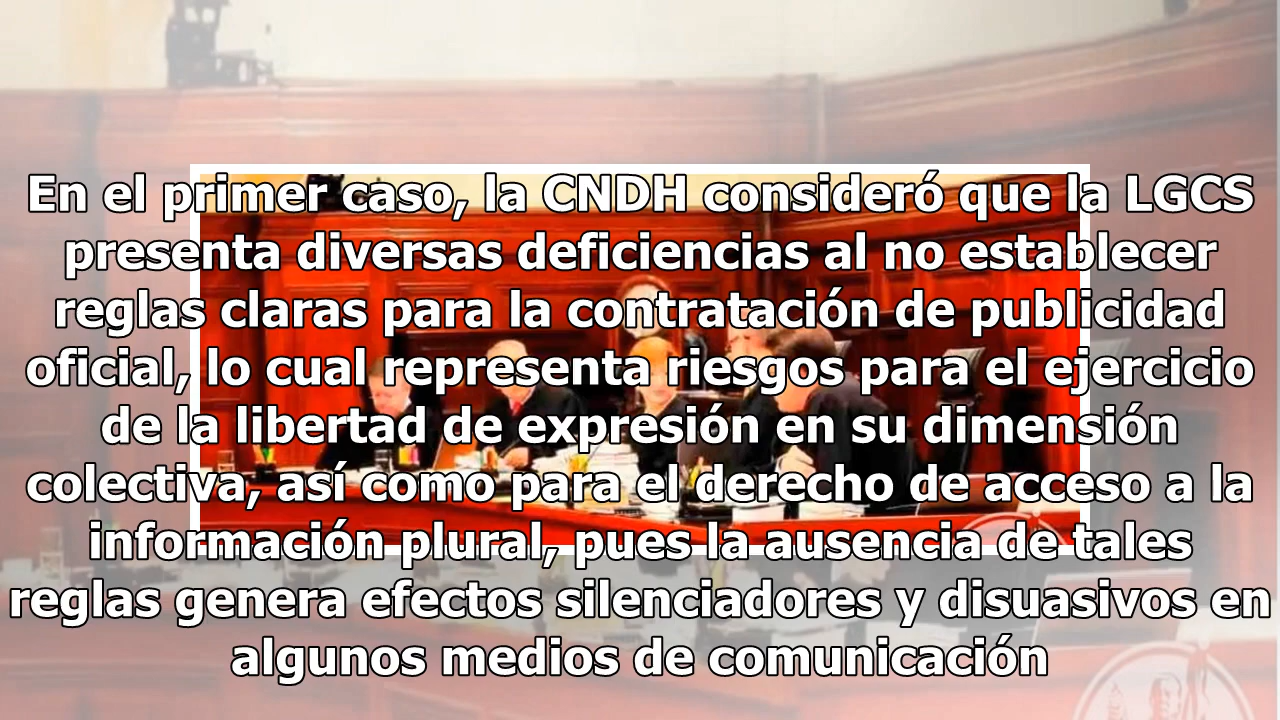 En el primer caso, la CNDH consideró que la LGCS
presenta diversas deficiencias al no establecer
reglas claras para la contratación de publicidad
oficial, lo cual representa riesgos para el ejercicio
de la libertad de expresión en su dimensión
colectiva, así como para el derecho de acceso a la
información plural, pues la ausencia de tales
reglas genera efectos silenciadores y disuasivos en
algunos medios de comunicación